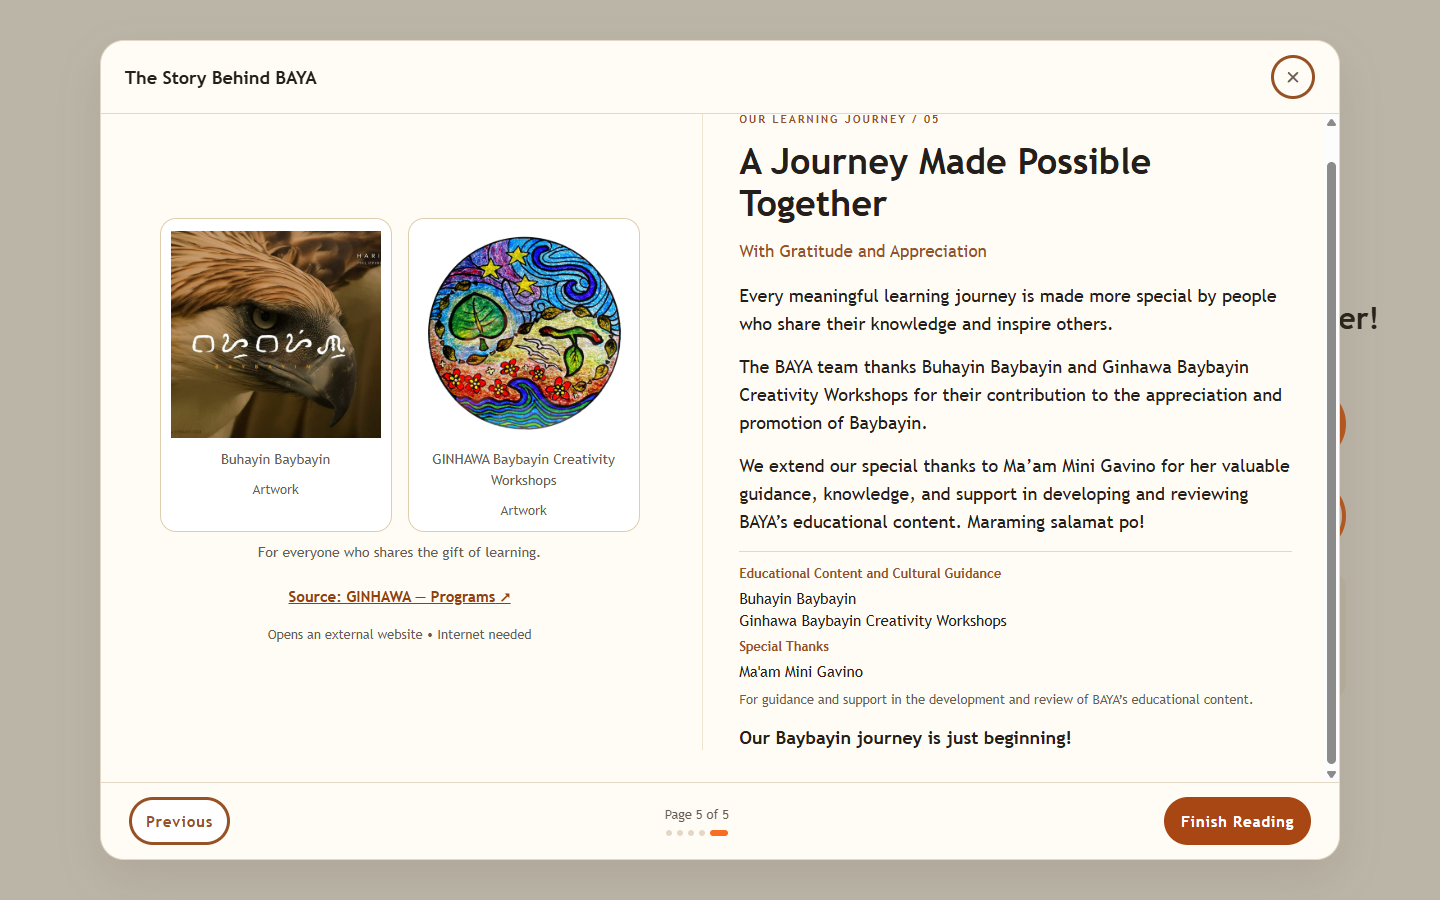 The Story Behind BAYA
HARI
BAYBAYIN
Buhayin Baybayin
Artwork
GINHAWA Baybayin Creativity
Workshops
Artwork
For everyone who shares the gift of learning.
Source: GINHAWA — Programs ↗
Opens an external website • Internet needed
OUR LEARNING JOURNEY / 05
A Journey Made Possible
Together
With Gratitude and Appreciation
Every meaningful learning journey is made more special by people
who share their knowledge and inspire others.
The BAYA team thanks Buhayin Baybayin and Ginhawa Baybayin
Creativity Workshops for their contribution to the appreciation and
promotion of Baybayin.
We extend our special thanks to Ma’am Mini Gavino for her valuable
guidance, knowledge, and support in developing and reviewing
BAYA’s educational content. Maraming salamat po!
Educational Content and Cultural Guidance
Buhayin Baybayin
Ginhawa Baybayin Creativity Workshops
Special Thanks
Ma'am Mini Gavino
For guidance and support in the development and review of BAYA’s educational content.
Our Baybayin journey is just beginning!
er!
Previous
Page 5 of 5
Finish Reading